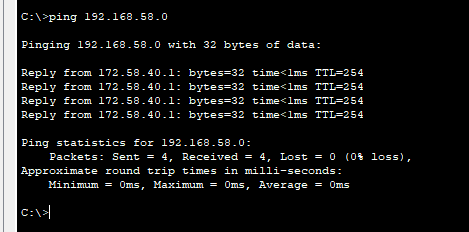 C:\>ping 192.168.58.0
Pinging 192.168.58.0 with 32 bytes of data:
Reply from 172.58.40.1: bytes=32 time<1ms TTL=254
Reply from 172.58.40.1: bytes=32 time<1ms TTL=254
Reply from 172.58.40.1: bytes=32 time<1ms TTL=254
Reply from 172.58.40.1: bytes=32 time<1ms TTL=254
Ping statistics for 192.168.58.0:
Packets: Sent = 4, Received = 4, Lost = 0 (0% loss),
Approximate round trip times in milli-seconds:
Minimum = 0ms, Maximum = 0ms, Average = 0ms
C:\>